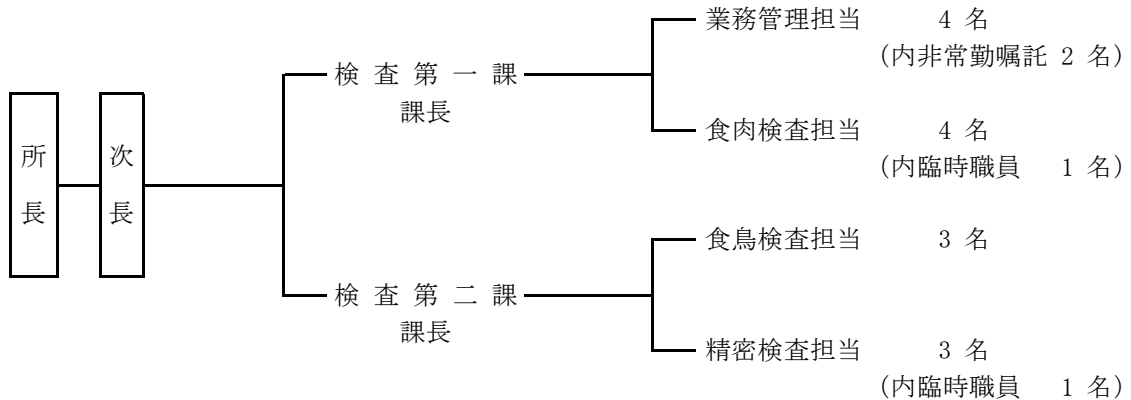 所長
次長
検査第一課
課長
業務管理担当 4 名
(内非常勤嘱託 2 名)
食肉検査担当 4 名
(内臨時職員 1 名)
検査第二課
課長
食鳥検査担当 3 名
精密検査担当 3 名
(内臨時職員 1 名)